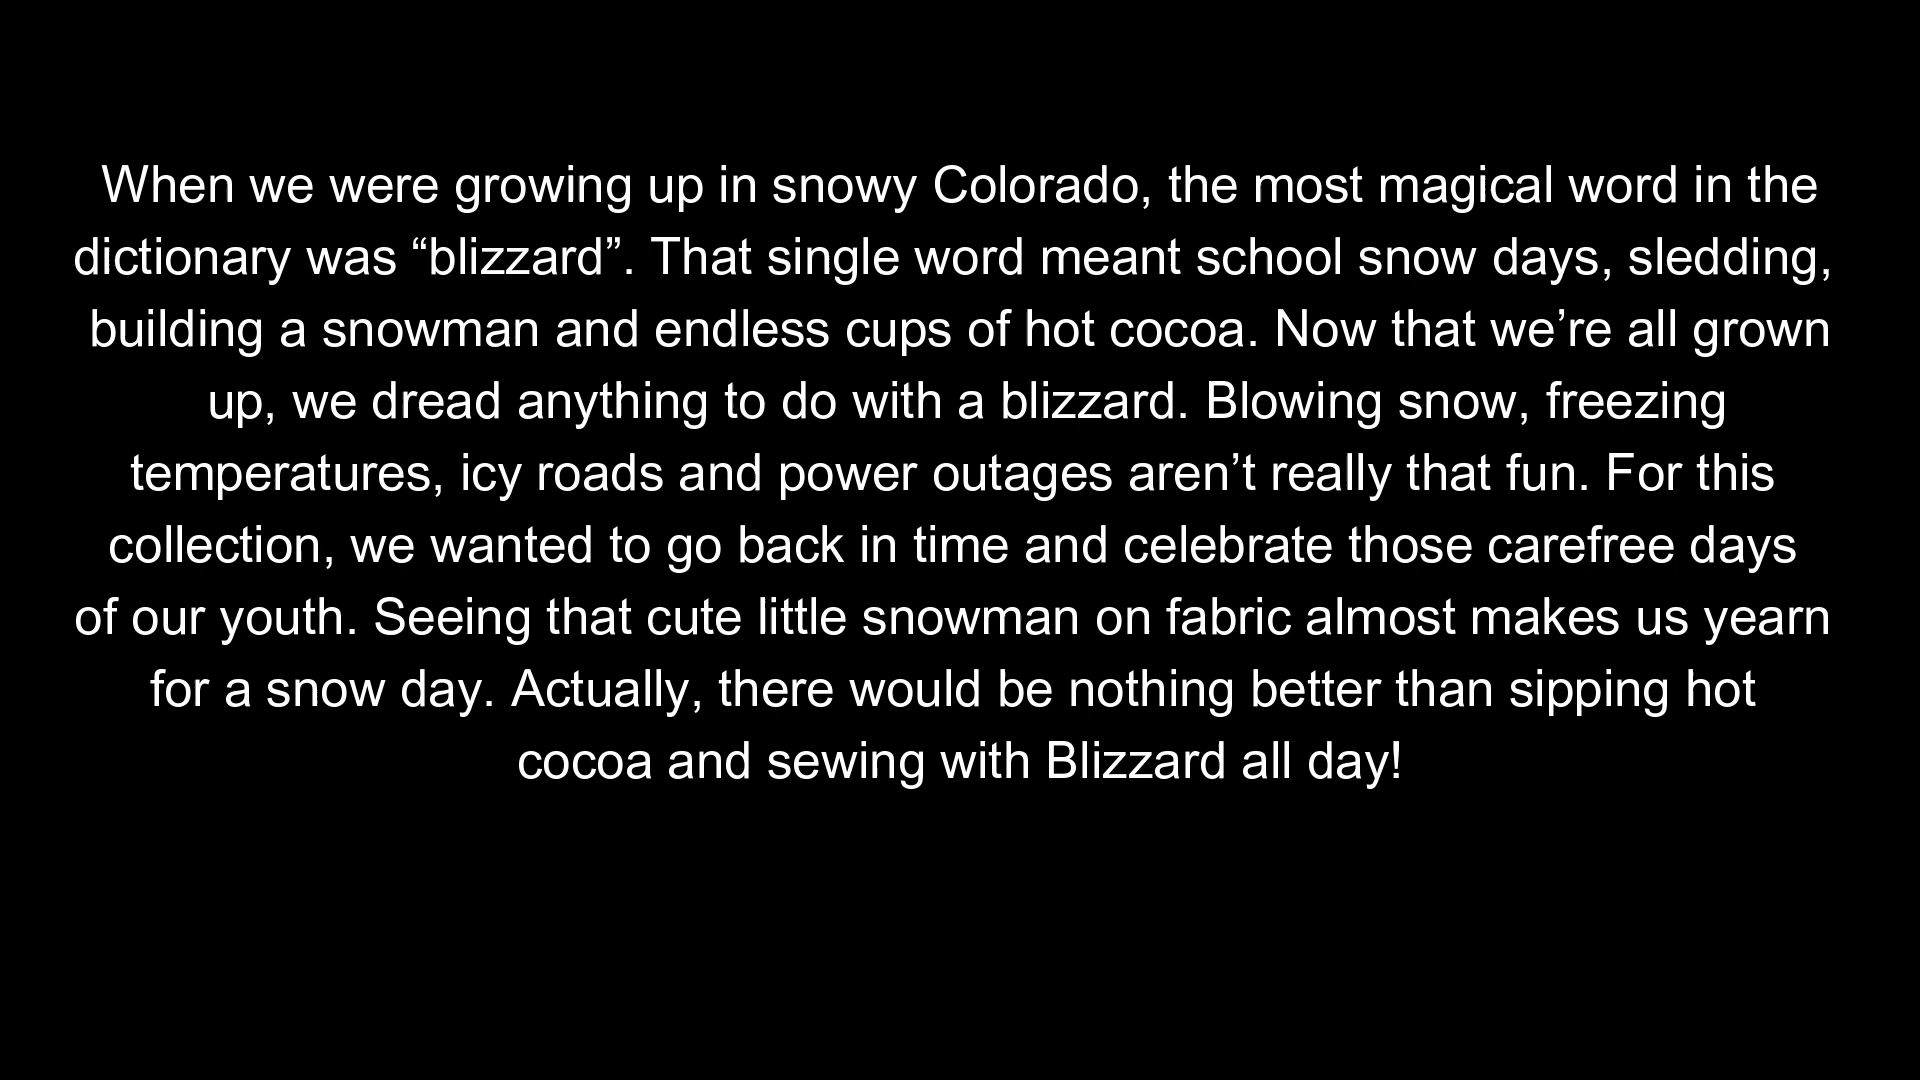 When we were growing up in snowy Colorado, the most magical word in the
dictionary was “blizzard”. That single word meant school snow days, sledding,
building a snowman and endless cups of hot cocoa. Now that we’re all grown
up, we dread anything to do with a blizzard. Blowing snow, freezing
temperatures, icy roads and power outages aren’t really that fun. For this
collection, we wanted to go back in time and celebrate those carefree days
of our youth. Seeing that cute little snowman on fabric almost makes us yearn
for a snow day. Actually, there would be nothing better than sipping hot
cocoa and sewing with Blizzard all day!